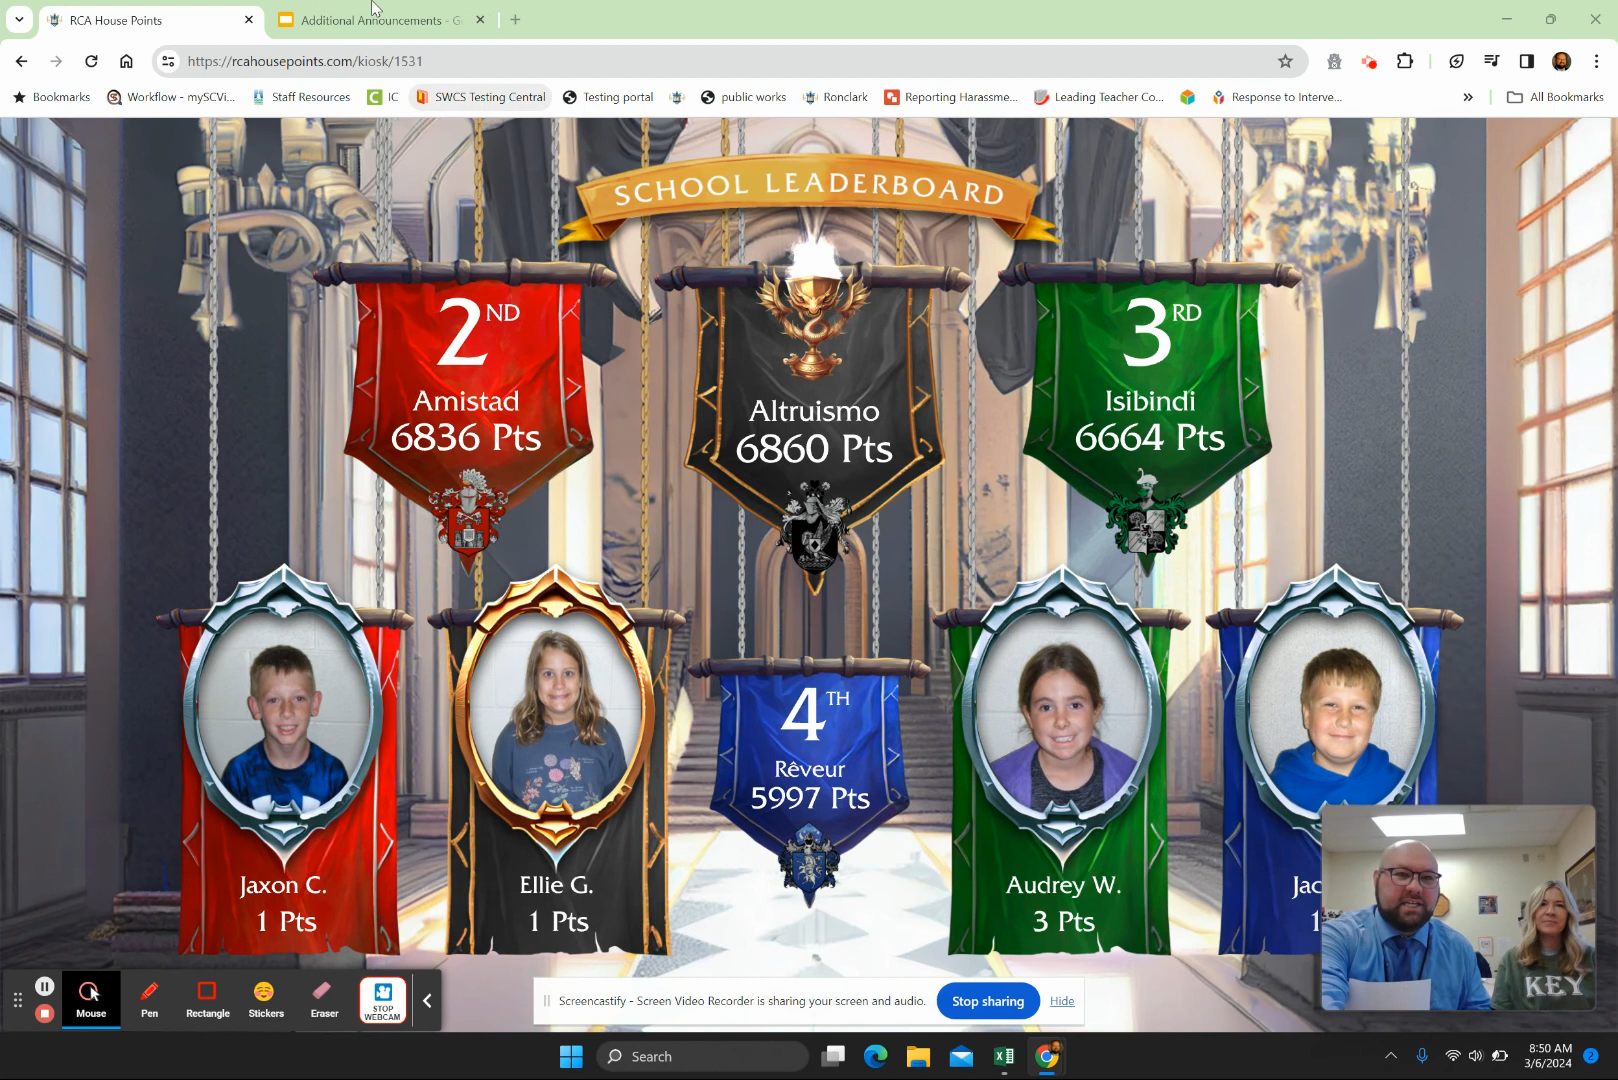 RCA House Points
Additional Announcements - G
https://rcahousepoints.com/kiosk/1531
Bookmarks
Workflow - mySCVi...
Staff Resources
IC
SWCS Testing Central
Testing portal
public works
Ronclark
Reporting Harassme...
Leading Teacher Co...
Response to Interve...
All Bookmarks
SCHOOL LEADERBOARD
2ND
Amistad
6836 Pts
Altruismo
6860 Pts
3RD
Isibindi
6664 Pts
4TH
Rêveur
5997 Pts
Jaxon C.
1 Pts
Ellie G.
1 Pts
Audrey W.
3 Pts
Jac
1
KEY
Mouse
Pen
Rectangle
Stickers
Eraser
STOP
WEBCAM
Screencastify - Screen Video Recorder is sharing your screen and audio.
Stop sharing
Hide
Search
8:50 AM
3/6/2024
2